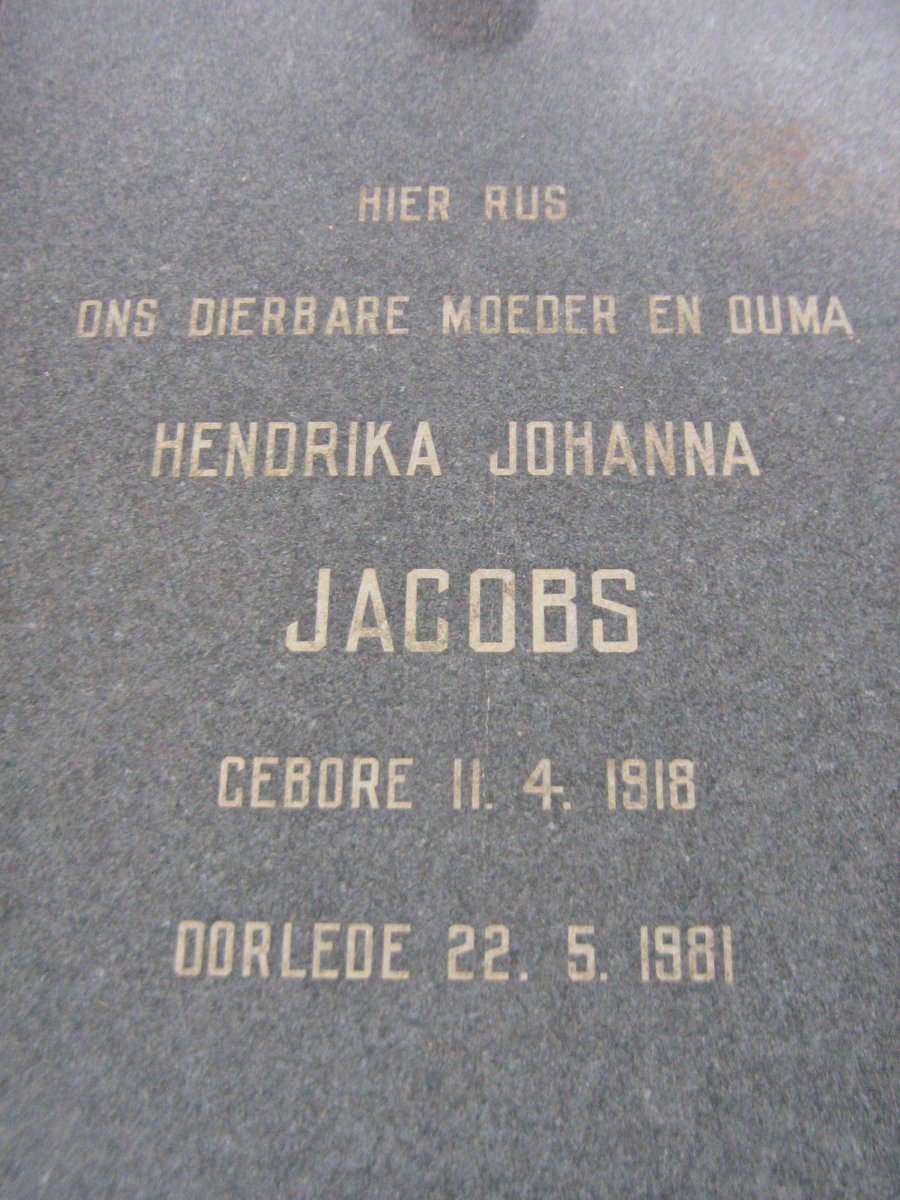 HIER RUS
ONS DIERBARE MOEDER EN OUMA
HENDRIKA JOHANNA
JACOBS
GEBORE 11. 4. 1918
OORLEDE 22. 5. 1981